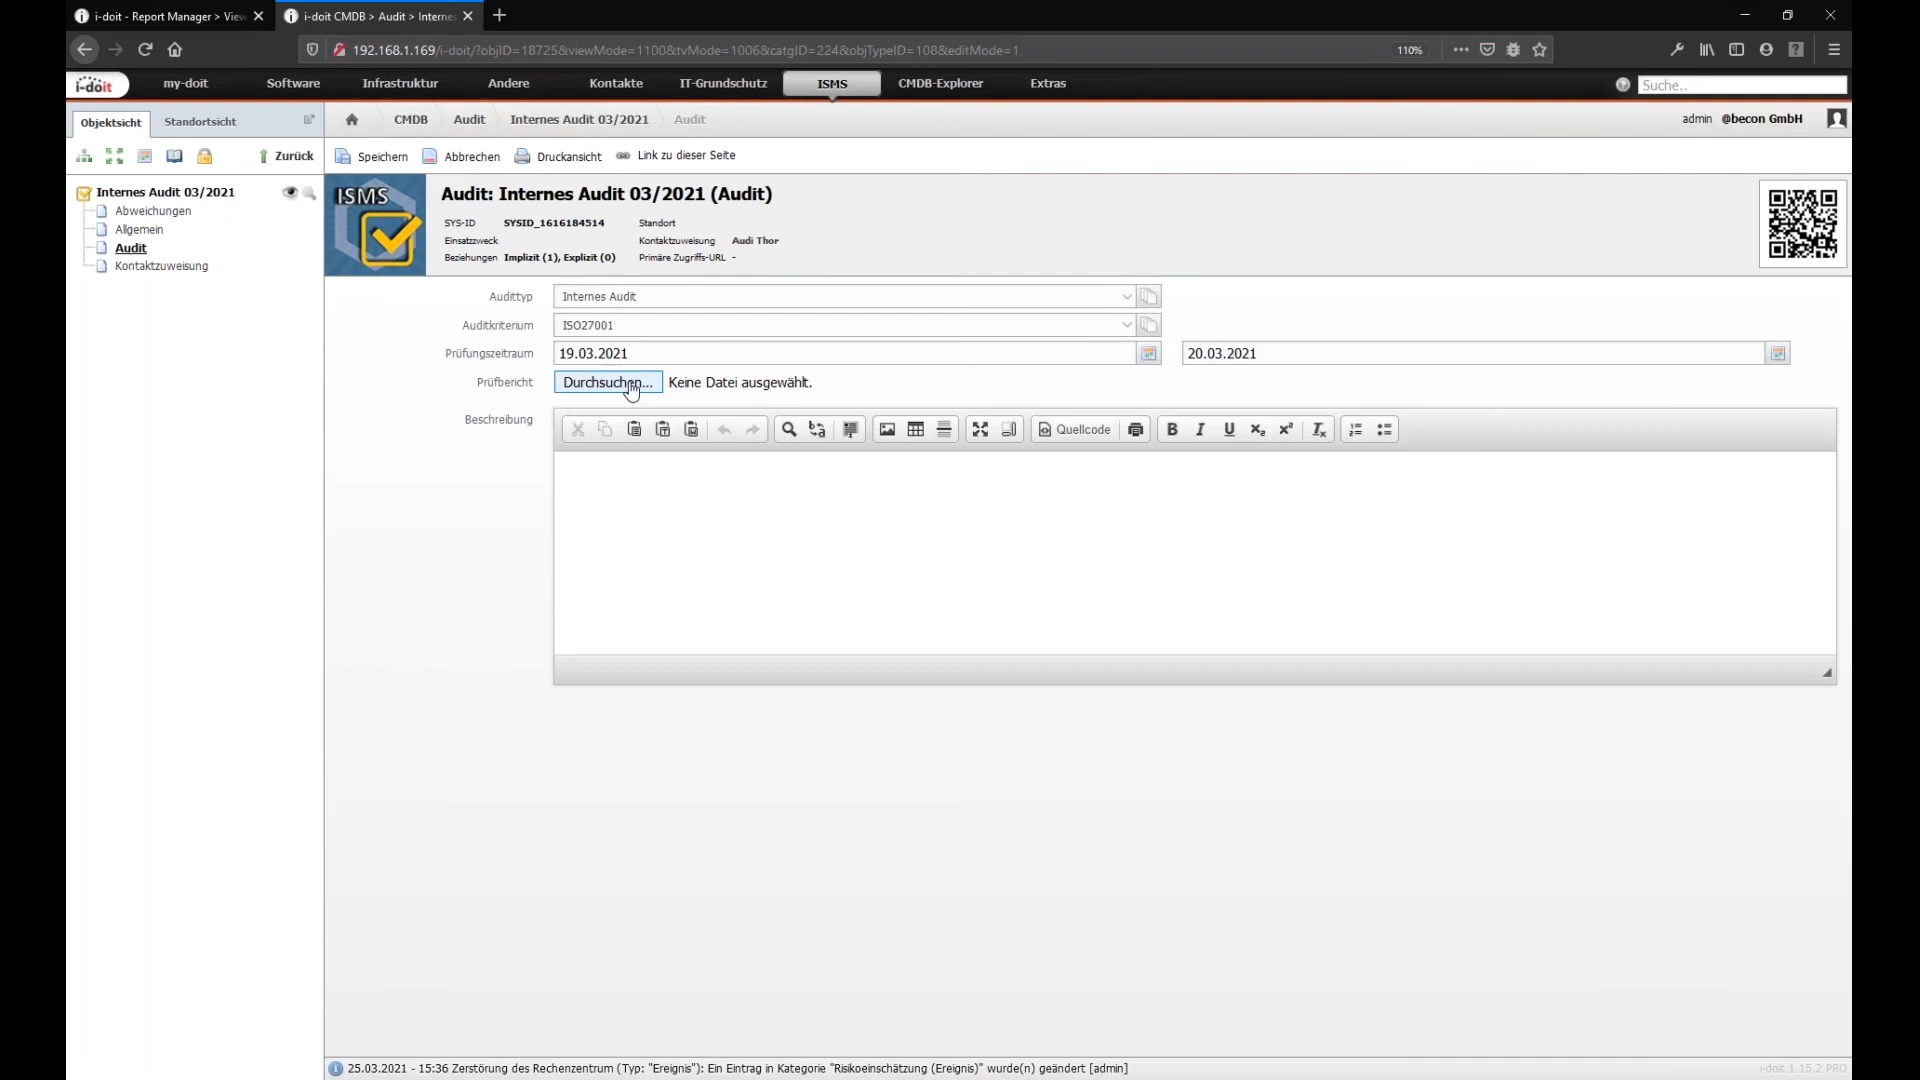 i-doit - Report Manager > View
i-doit CMDB > Audit > Internes
192.168.1.169/i-doit/?objID=18725&viewMode=1100&tvMode=1006&catgID=224&objTypeID=108&editMode=1
110%
i-doit
my-doit
Software
Infrastruktur
Andere
Kontakte
IT-Grundschutz
ISMS
CMDB-Explorer
Extras
Suche..
Objektsicht
Standortsicht
CMDB
Audit
Internes Audit 03/2021
Audit
admin @becon GmbH
Zurück
Speichern
Abbrechen
Druckansicht
Link zu dieser Seite
Internes Audit 03/2021
Abweichungen
Allgemein
Audit
Kontaktzuweisung
ISMS
Audit: Internes Audit 03/2021 (Audit)
SYS-ID SYSID_1616184514
Standort
Einsatzzweck
Kontaktzuweisung Audi Thor
Beziehungen Implizit (1), Explizit (0)
Primäre Zugriffs-URL -
Audittyp Internes Audit
Auditkriterium ISO27001
Prüfungszeitraum 19.03.2021 20.03.2021
Prüfbericht Durchsuchen... Keine Datei ausgewählt.
Beschreibung
Quellcode
25.03.2021 - 15:36 Zerstörung des Rechenzentrum (Typ: "Ereignis"): Ein Eintrag in Kategorie "Risikoeinschätzung (Ereignis)" wurde(n) geändert [admin]
i-doit 1.15.2 PRO